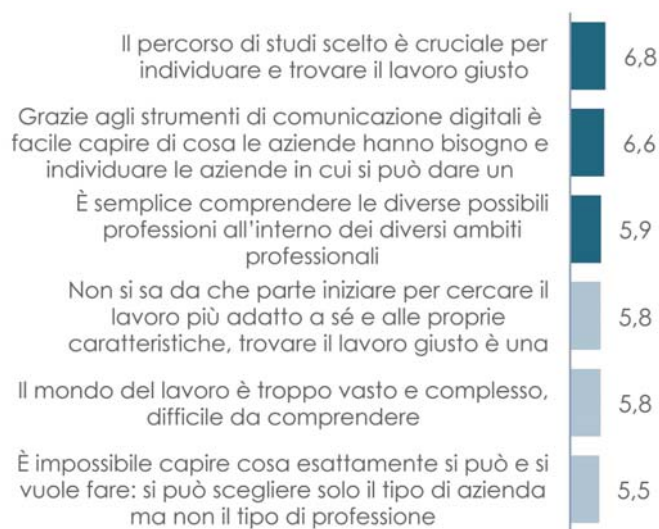 Il percorso di studi scelto è cruciale per
individuare e trovare il lavoro giusto
6,8
Grazie agli strumenti di comunicazione digitali è
facile capire di cosa le aziende hanno bisogno e
individuare le aziende in cui si può dare un
6,6
È semplice comprendere le diverse possibili
professioni all'interno dei diversi ambiti
professionali
5,9
Non si sa da che parte iniziare per cercare il
lavoro più adatto a sé e alle proprie
caratteristiche, trovare il lavoro giusto è una
5,8
Il mondo del lavoro è troppo vasto e complesso,
difficile da comprendere
5,8
È impossibile capire cosa esattamente si può e si
vuole fare: si può scegliere solo il tipo di azienda
ma non il tipo di professione
5,5